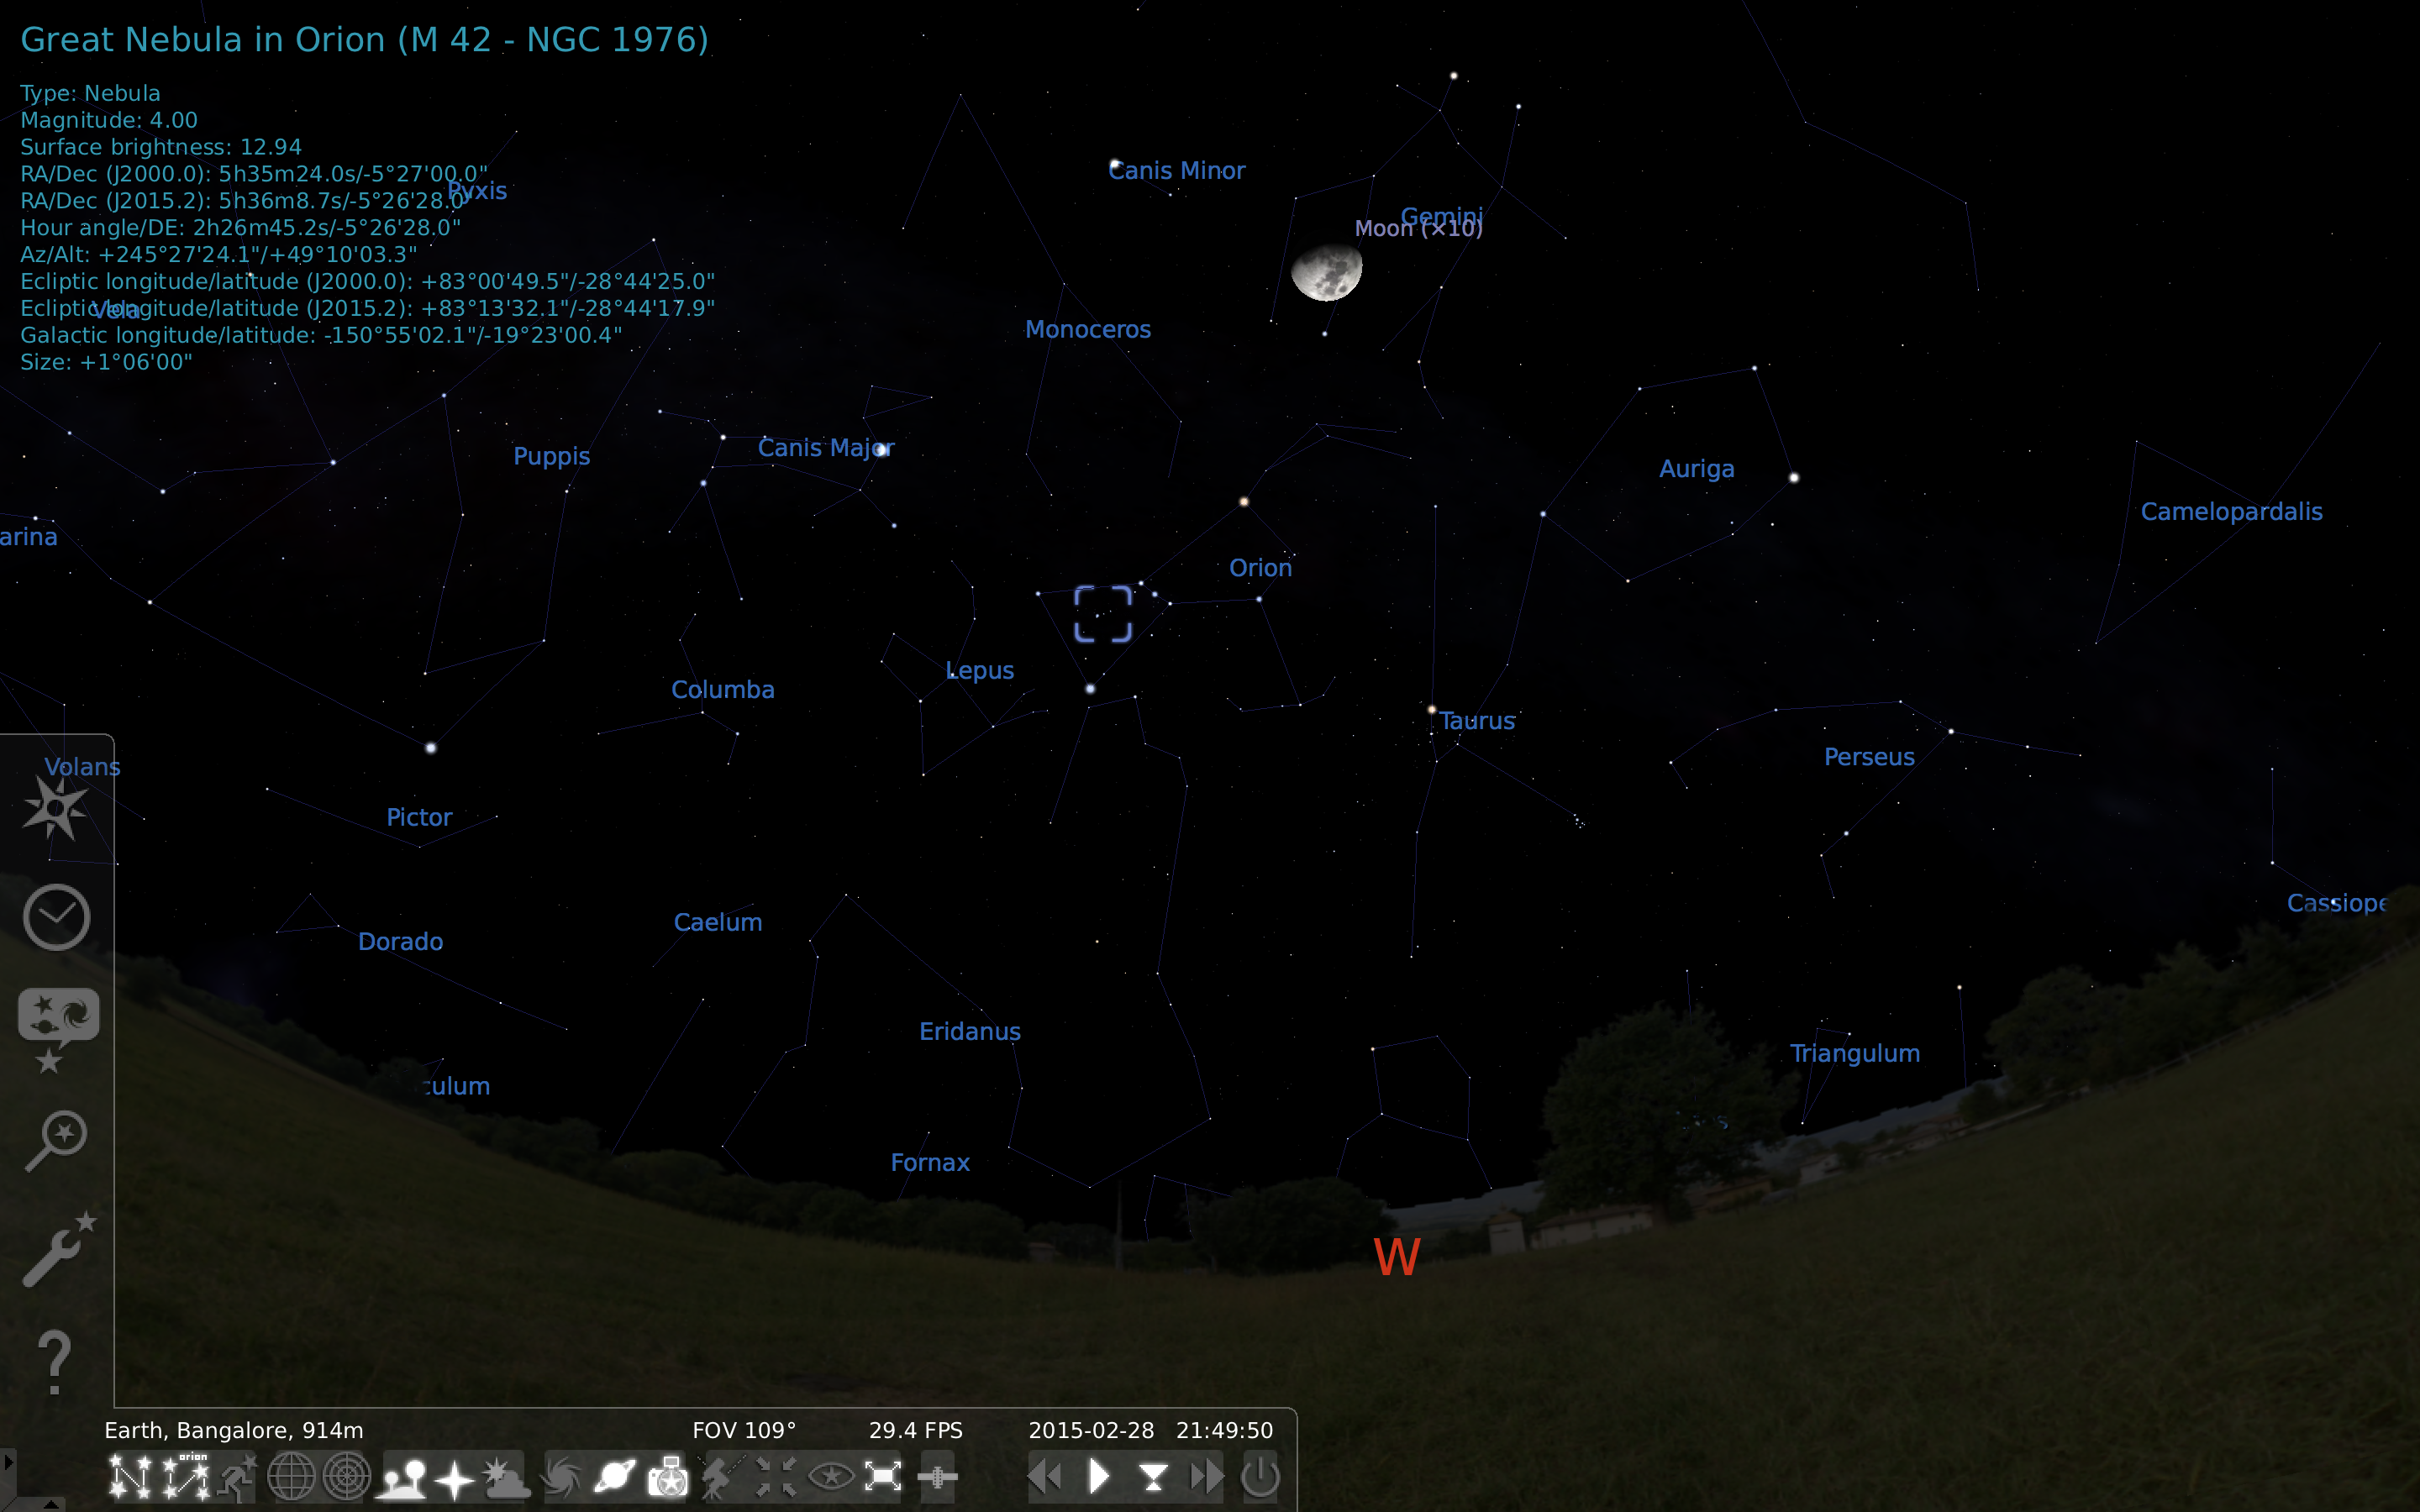 Great Nebula in Orion (M 42 - NGC 1976)
Type: Nebula
Magnitude: 4.00
Surface brightness: 12.94
RA/Dec (J2000.0): 5h35m24.0s/-5°27'00.0"
RA/Dec (J2015.2): 5h36m8.7s/-5°26'28.0"
Hour angle/DE: 2h26m45.2s/-5°26'28.0"
Az/Alt: +245°27'24.1"/+49°10'03.3"
Ecliptic longitude/latitude (J2000.0): +83°00'49.5"/-28°44'25.0"
Ecliptic longitude/latitude (J2015.2): +83°13'32.1"/-28°44'17.9"
Galactic longitude/latitude: -150°55'02.1"/-19°23'00.4"
Size: +1°06'00"
Pyxis
Vela
Canis Minor
Gemini
Moon (×10)
Monoceros
Puppis
Canis Major
Auriga
Camelopardalis
arina
Orion
Lepus
Columba
Taurus
Perseus
Volans
Pictor
Cassiope
Caelum
Dorado
Eridanus
Triangulum
culum
Fornax
W
Earth, Bangalore, 914m
FOV 109°
29.4 FPS
2015-02-28
21:49:50
orion